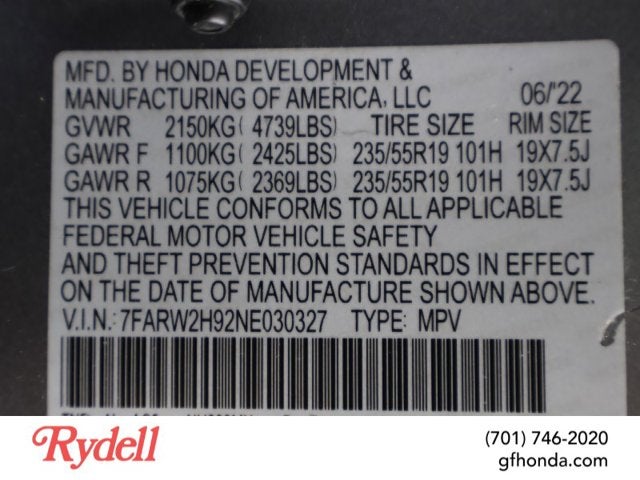 MFD. BY HONDA DEVELOPMENT &
MANUFACTURING OF AMERICA, LLC 06/'22
GVWR 2150KG( 4739LBS) TIRE SIZE RIM SIZE
GAWR F 1100KG( 2425LBS) 235/55R19 101H 19X7.5J
GAWR R 1075KG( 2369LBS) 235/55R19 101H 19X7.5J
THIS VEHICLE CONFORMS TO ALL APPLICABLE
FEDERAL MOTOR VEHICLE SAFETY
AND THEFT PREVENTION STANDARDS IN EFFECT
ON THE DATE OF MANUFACTURE SHOWN ABOVE.
V.I.N.: 7FARW2H92NE030327 TYPE: MPV
Rydell
(701) 746-2020
gfhonda.com